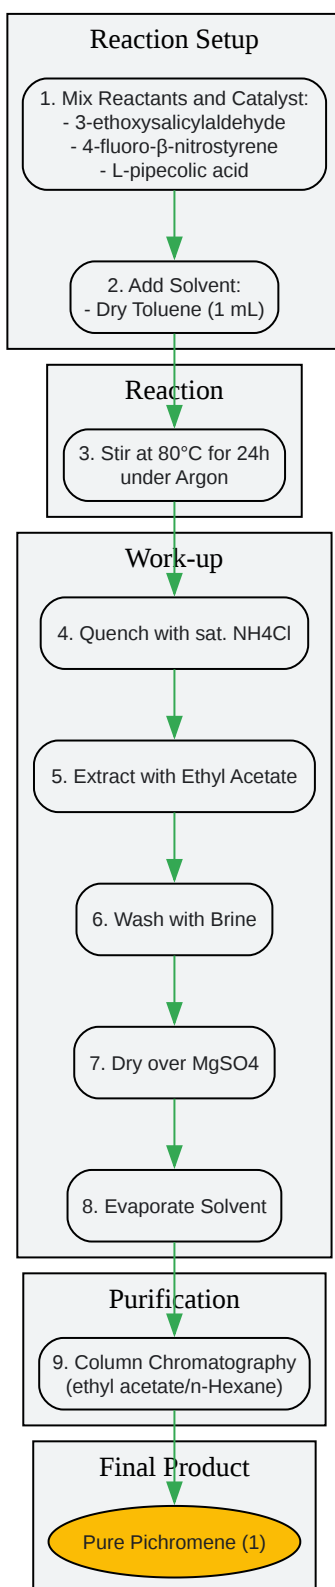 Reaction Setup
1. Mix Reactants and Catalyst:
- 3-ethoxysalicylaldehyde
- 4-fluoro-β-nitrostyrene
- L-pipecolic acid
2. Add Solvent:
- Dry Toluene (1 mL)
Reaction
3. Stir at 80°C for 24h
under Argon
Work-up
4. Quench with sat. NH4Cl
5. Extract with Ethyl Acetate
6. Wash with Brine
7. Dry over MgSO4
8. Evaporate Solvent
Purification
9. Column Chromatography
(ethyl acetate/n-Hexane)
Final Product
Pure Pichromene (1)